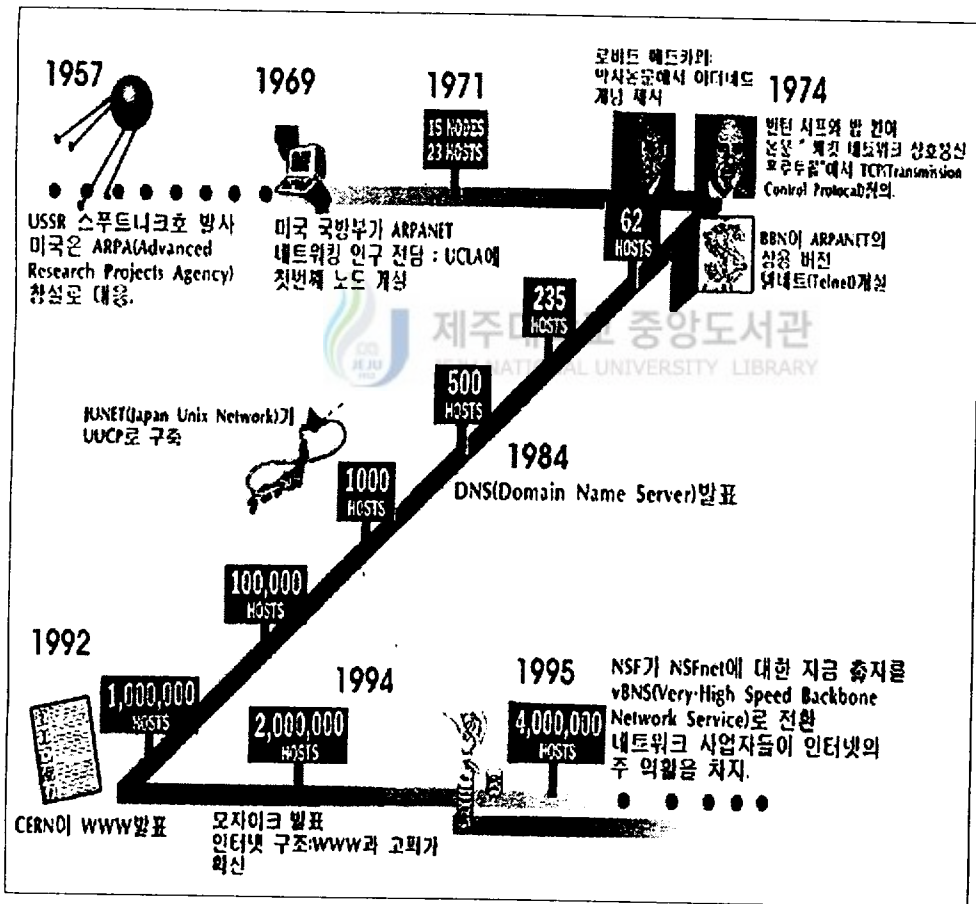 1957
USSR 스푸트니크호 발사
미국은 ARPA(Advanced
Research Projects Agency)
창설로 대응.
1969
미국 국방부가 ARPANET
네트워킹 연구 전담 : UCLA에
첫번째 노드 개설
1971
15 NODES
23 HOSTS
로버트 메트칼프:
박사논문에서 이더네트
개념 제시
1974
빈턴 서프와 밥 칸이
논문 " 패킷 네트워크 상호통신
프로토콜"에서 TCP(Transmission
Control Protocal)정의.
BBN이 ARPANET의
상용 버전
텔네트(Telnet)개설
62
HOSTS
235
HOSTS
제주대 교 중앙도서관
JEJU NATIONAL UNIVERSITY LIBRARY
JEJU
1952
500
HOSTS
JUNET(Japan Unix Network)가
UUCP로 구축
1984
DNS(Domain Name Server)발표
1000
HOSTS
100,000
HOSTS
1992
1,000,000
HOSTS
CERN이 WWW발표
1994
2,000,000
HOSTS
모자이크 발표
인터넷 구조:WWW과 고퍼가
확산
1995
4,000,000
HOSTS
NSF가 NSFnet에 대한 자금 출자를
vBNS(Very-High Speed Backbone
Network Service)로 전환
네트워크 사업자들이 인터넷의
주 역할을 차지.